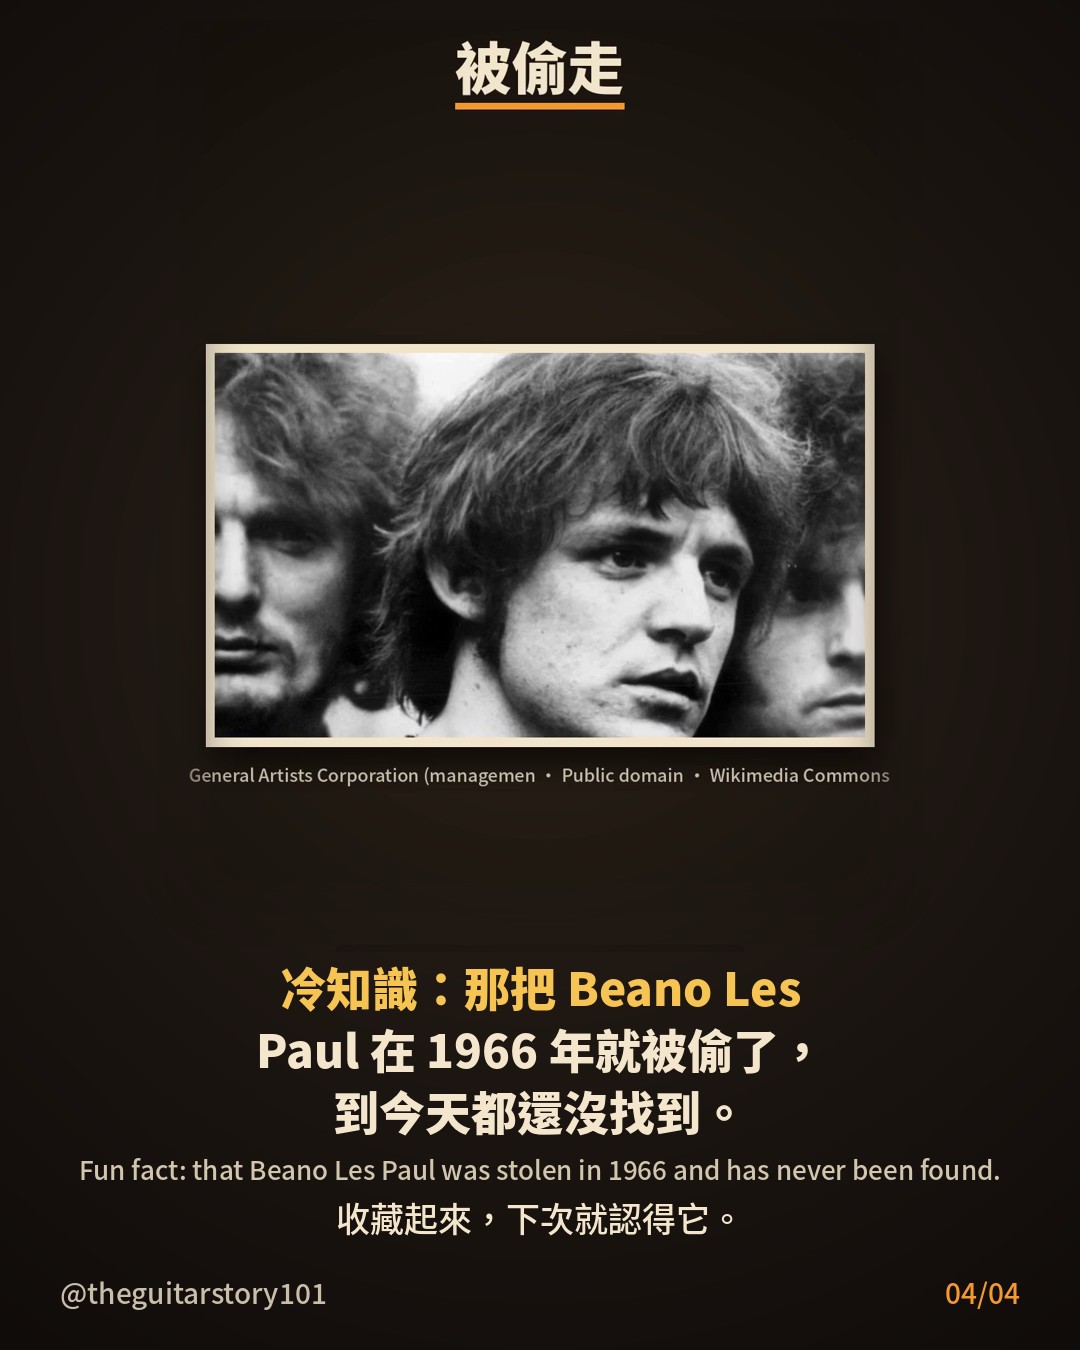 被偷走
General Artists Corporation (managemen • Public domain • Wikimedia Commons
冷知識：那把 Beano Les
Paul 在 1966 年就被偷了，
到今天都還沒找到。
Fun fact: that Beano Les Paul was stolen in 1966 and has never been found.
收藏起來，下次就認得它。
@theguitarstory101
04/04